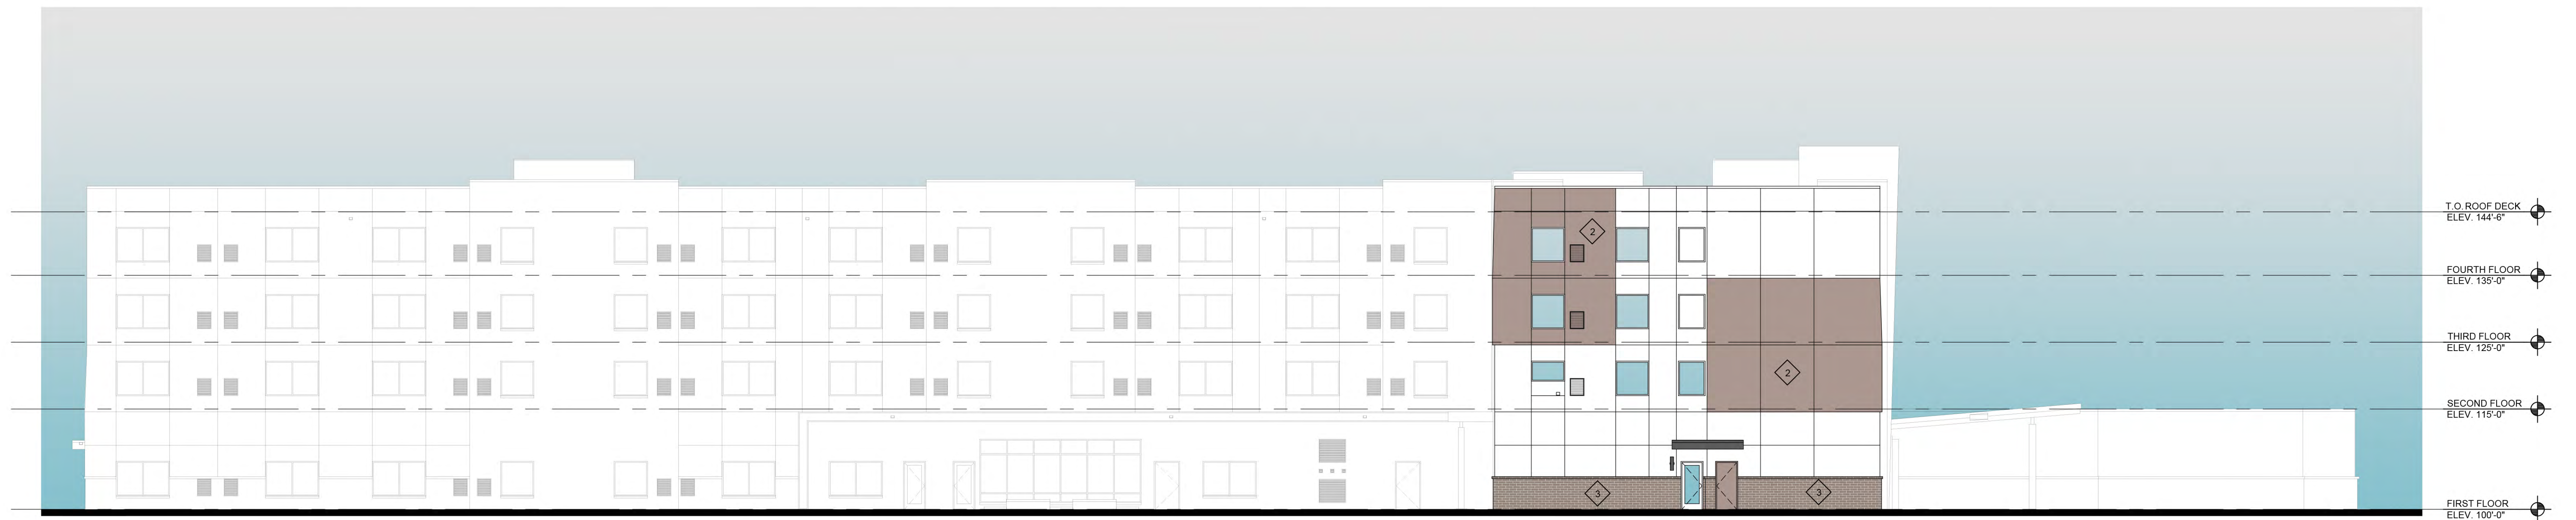 T.O. ROOF DECK
ELEV. 144'-6"
2
FOURTH FLOOR
ELEV. 135'-0"
THIRD FLOOR
ELEV. 125'-0"
2
SECOND FLOOR
ELEV. 115'-0"
3
3
FIRST FLOOR
ELEV. 100'-0"